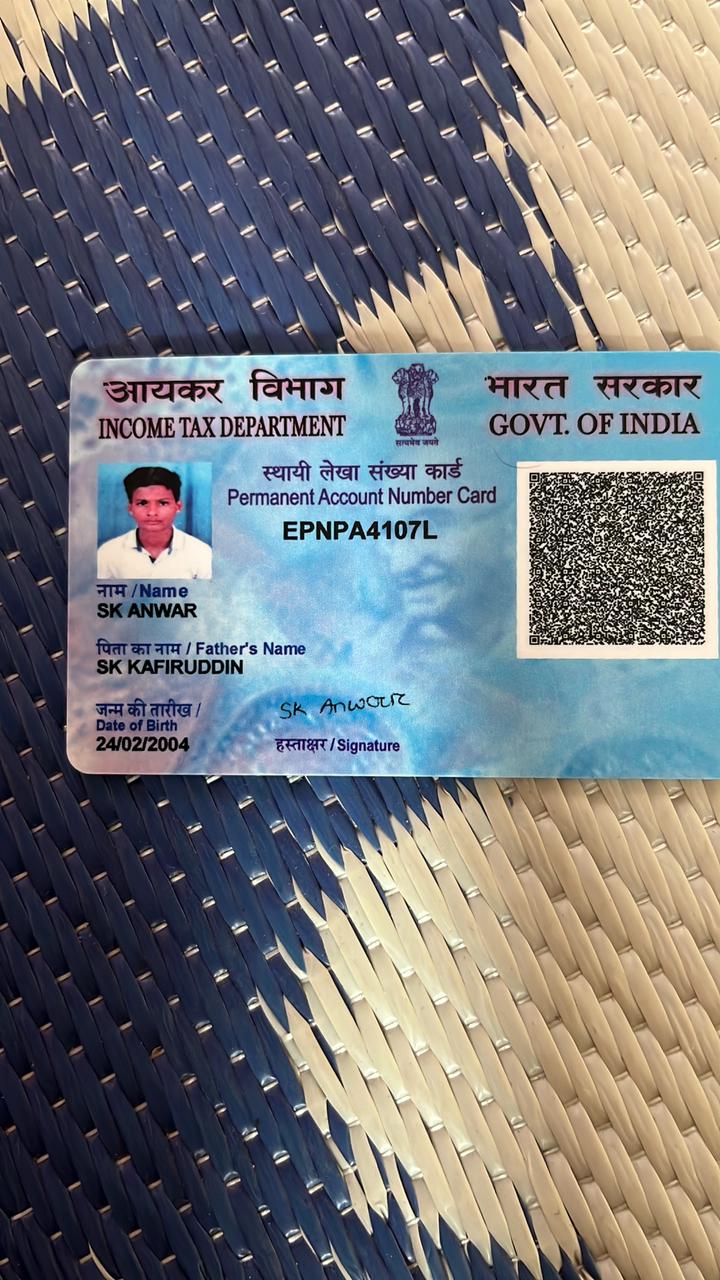 आयकर विभाग
INCOME TAX DEPARTMENT
सत्यमेव जयते
भारत सरकार
GOVT. OF INDIA
स्थायी लेखा संख्या कार्ड
Permanent Account Number Card
EPNPA4107L
नाम / Name
SK ANWAR
पिता का नाम / Father's Name
SK KAFIRUDDIN
जन्म की तारीख /
Date of Birth
24/02/2004
SK Anwar
हस्ताक्षर / Signature